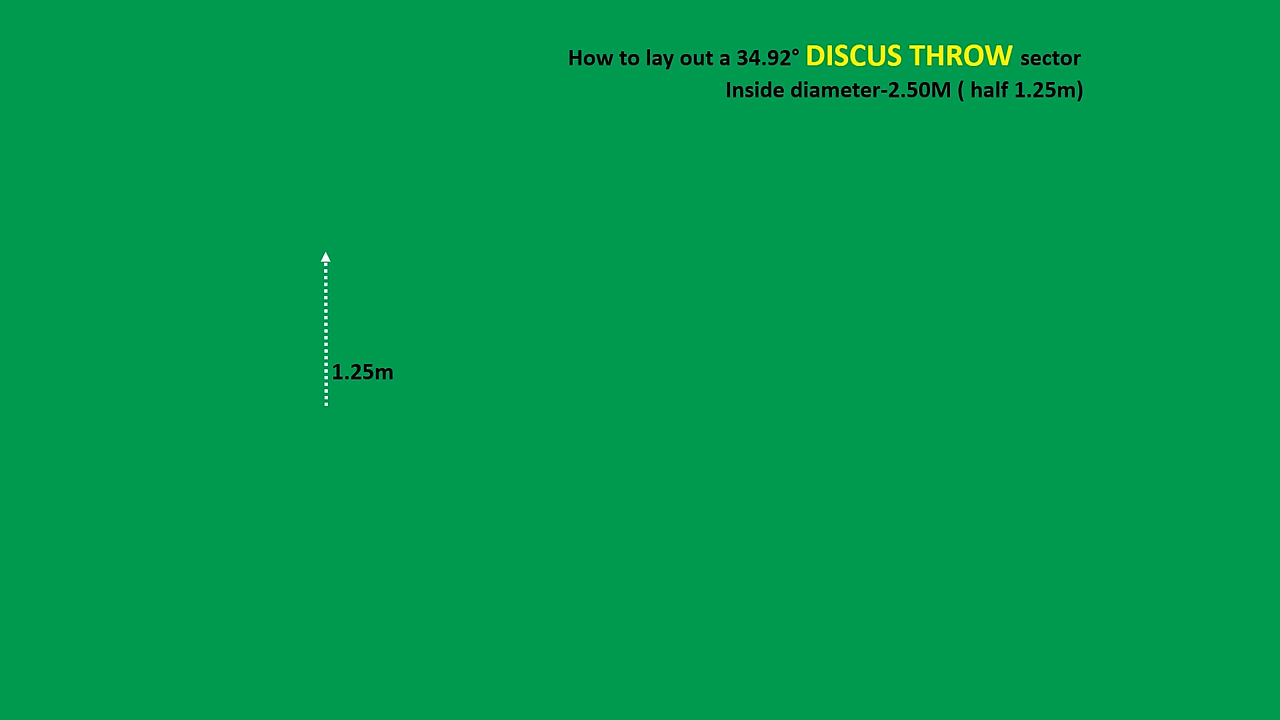 How to lay out a 34.92° DISCUS THROW sector
Inside diameter-2.50M ( half 1.25m)
1.25m